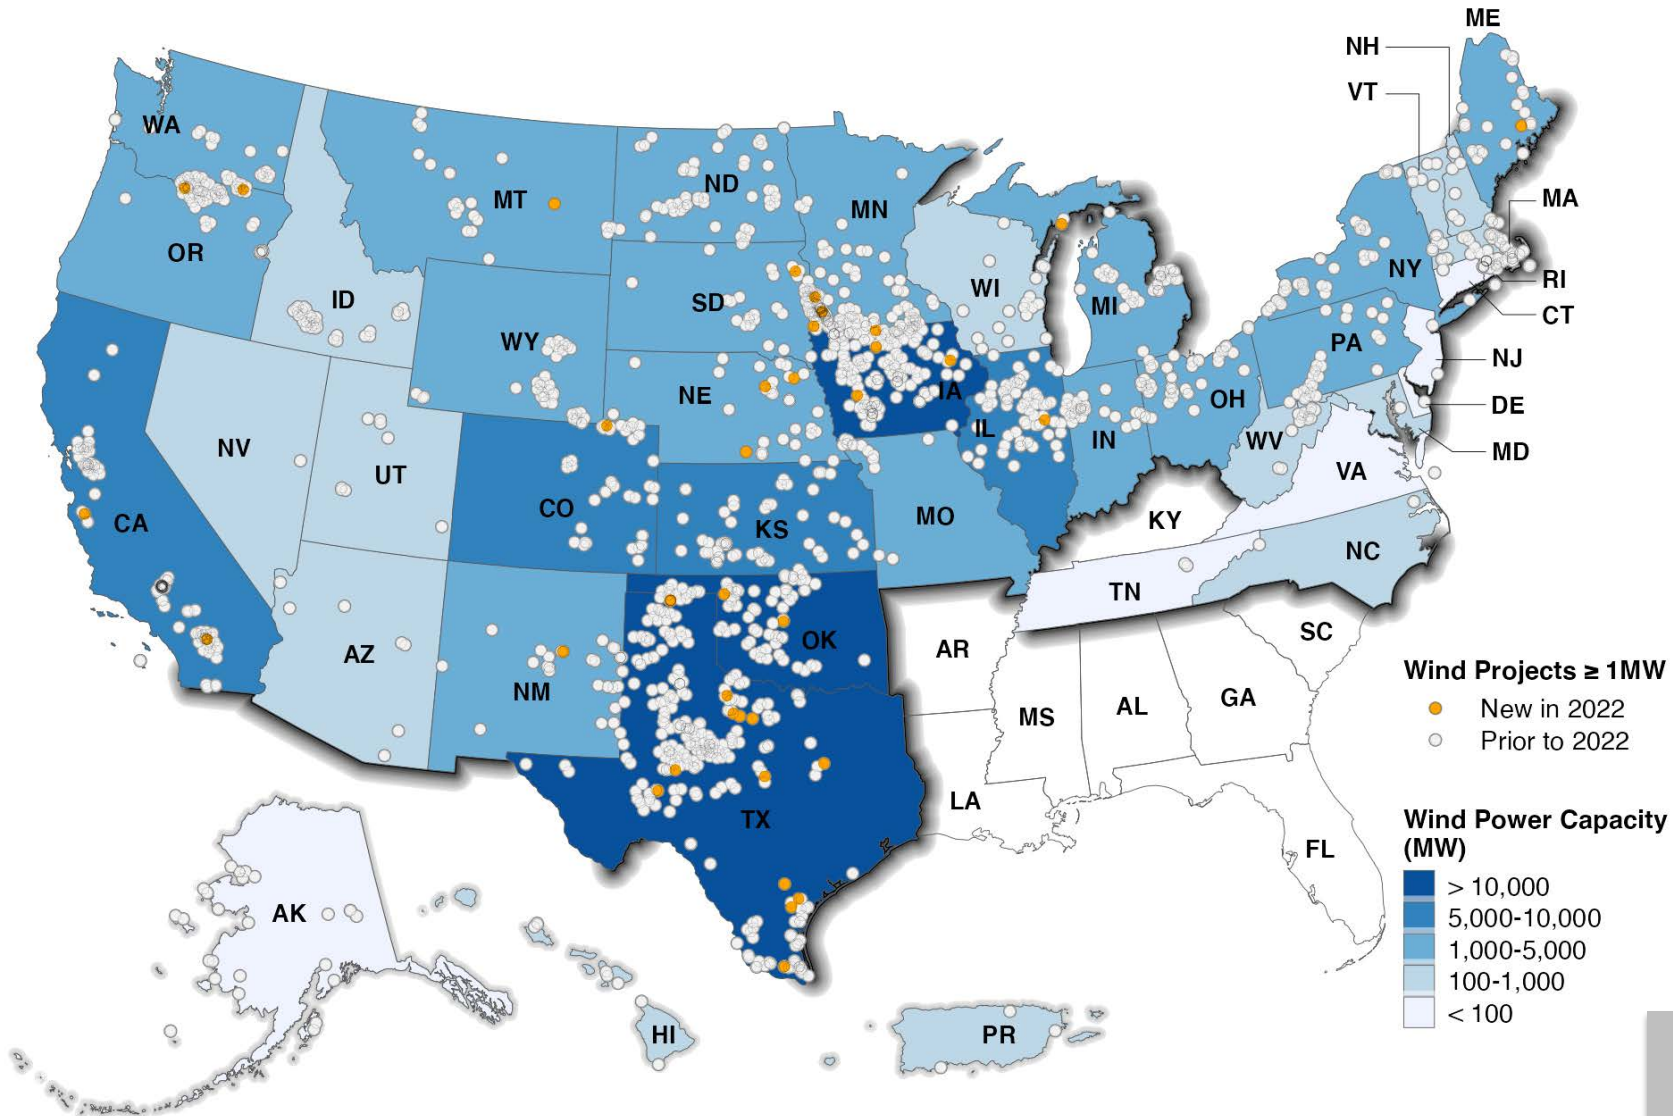 ME
NH
VT
WA
MT
ND
MN
MA
OR
ID
SD
WI
MI
NY
RI
CT
WY
PA
NJ
NE
IA
OH
DE
NV
UT
IL
IN
WV
MD
CO
KS
MO
KY
VA
CA
NC
TN
AZ
NM
OK
AR
SC
MS
AL
GA
TX
LA
FL
AK
HI
PR
Wind Projects ≥ 1MW
New in 2022
Prior to 2022
Wind Power Capacity
(MW)
> 10,000
5,000-10,000
1,000-5,000
100-1,000
< 100